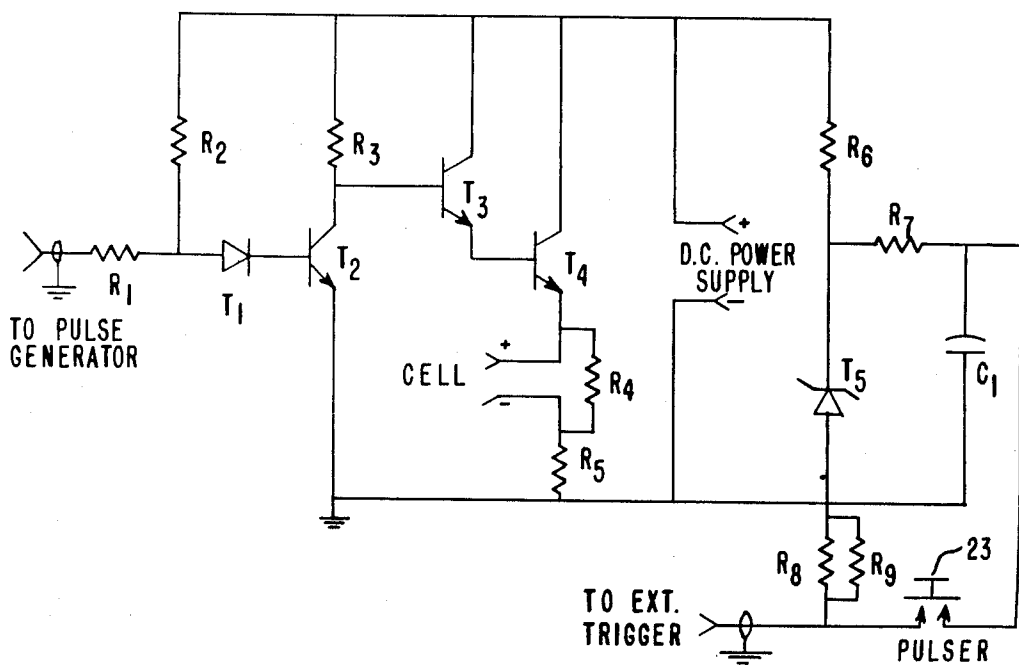 R2
R3
T3
R6
R7
R1
T1
T2
T4
+
D.C. POWER
SUPPLY
−
TO PULSE
GENERATOR
+
CELL
−
R4
T5
C1
R5
R8
R9
23
TO EXT.
TRIGGER
PULSER